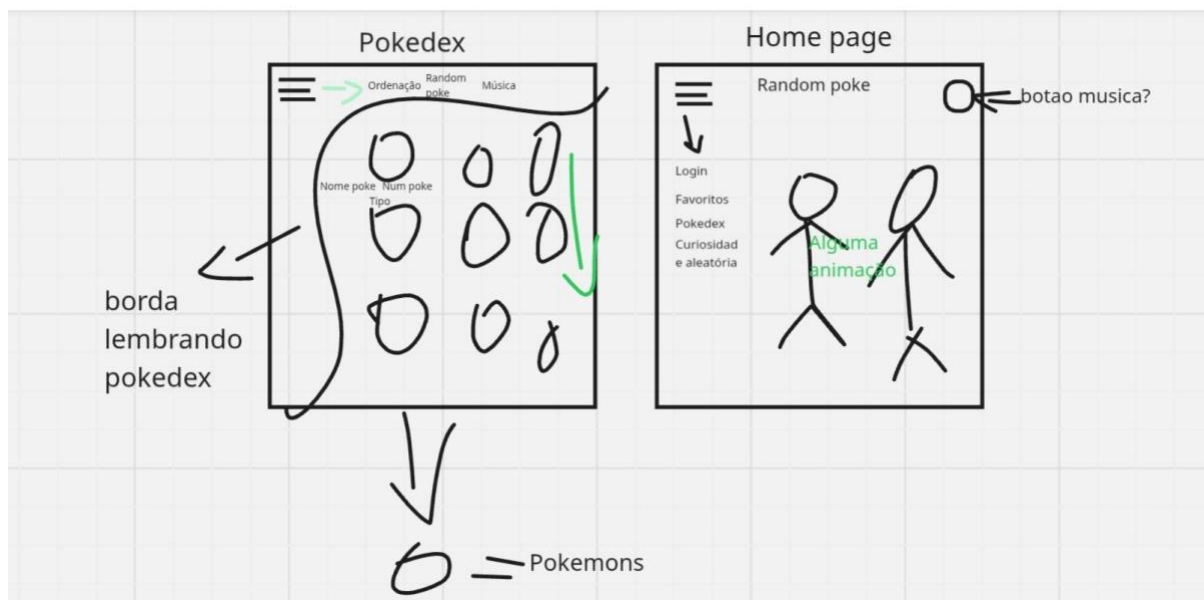 Pokedex
Ordenação
Random
poke
Música
Nome poke
Num poke
Tipo
borda
lembrando
pokedex
Pokemons
Home page
Random poke
botao musica?
Login
Favoritos
Pokedex
Curiosidad
e aleatória
Alguma
animação